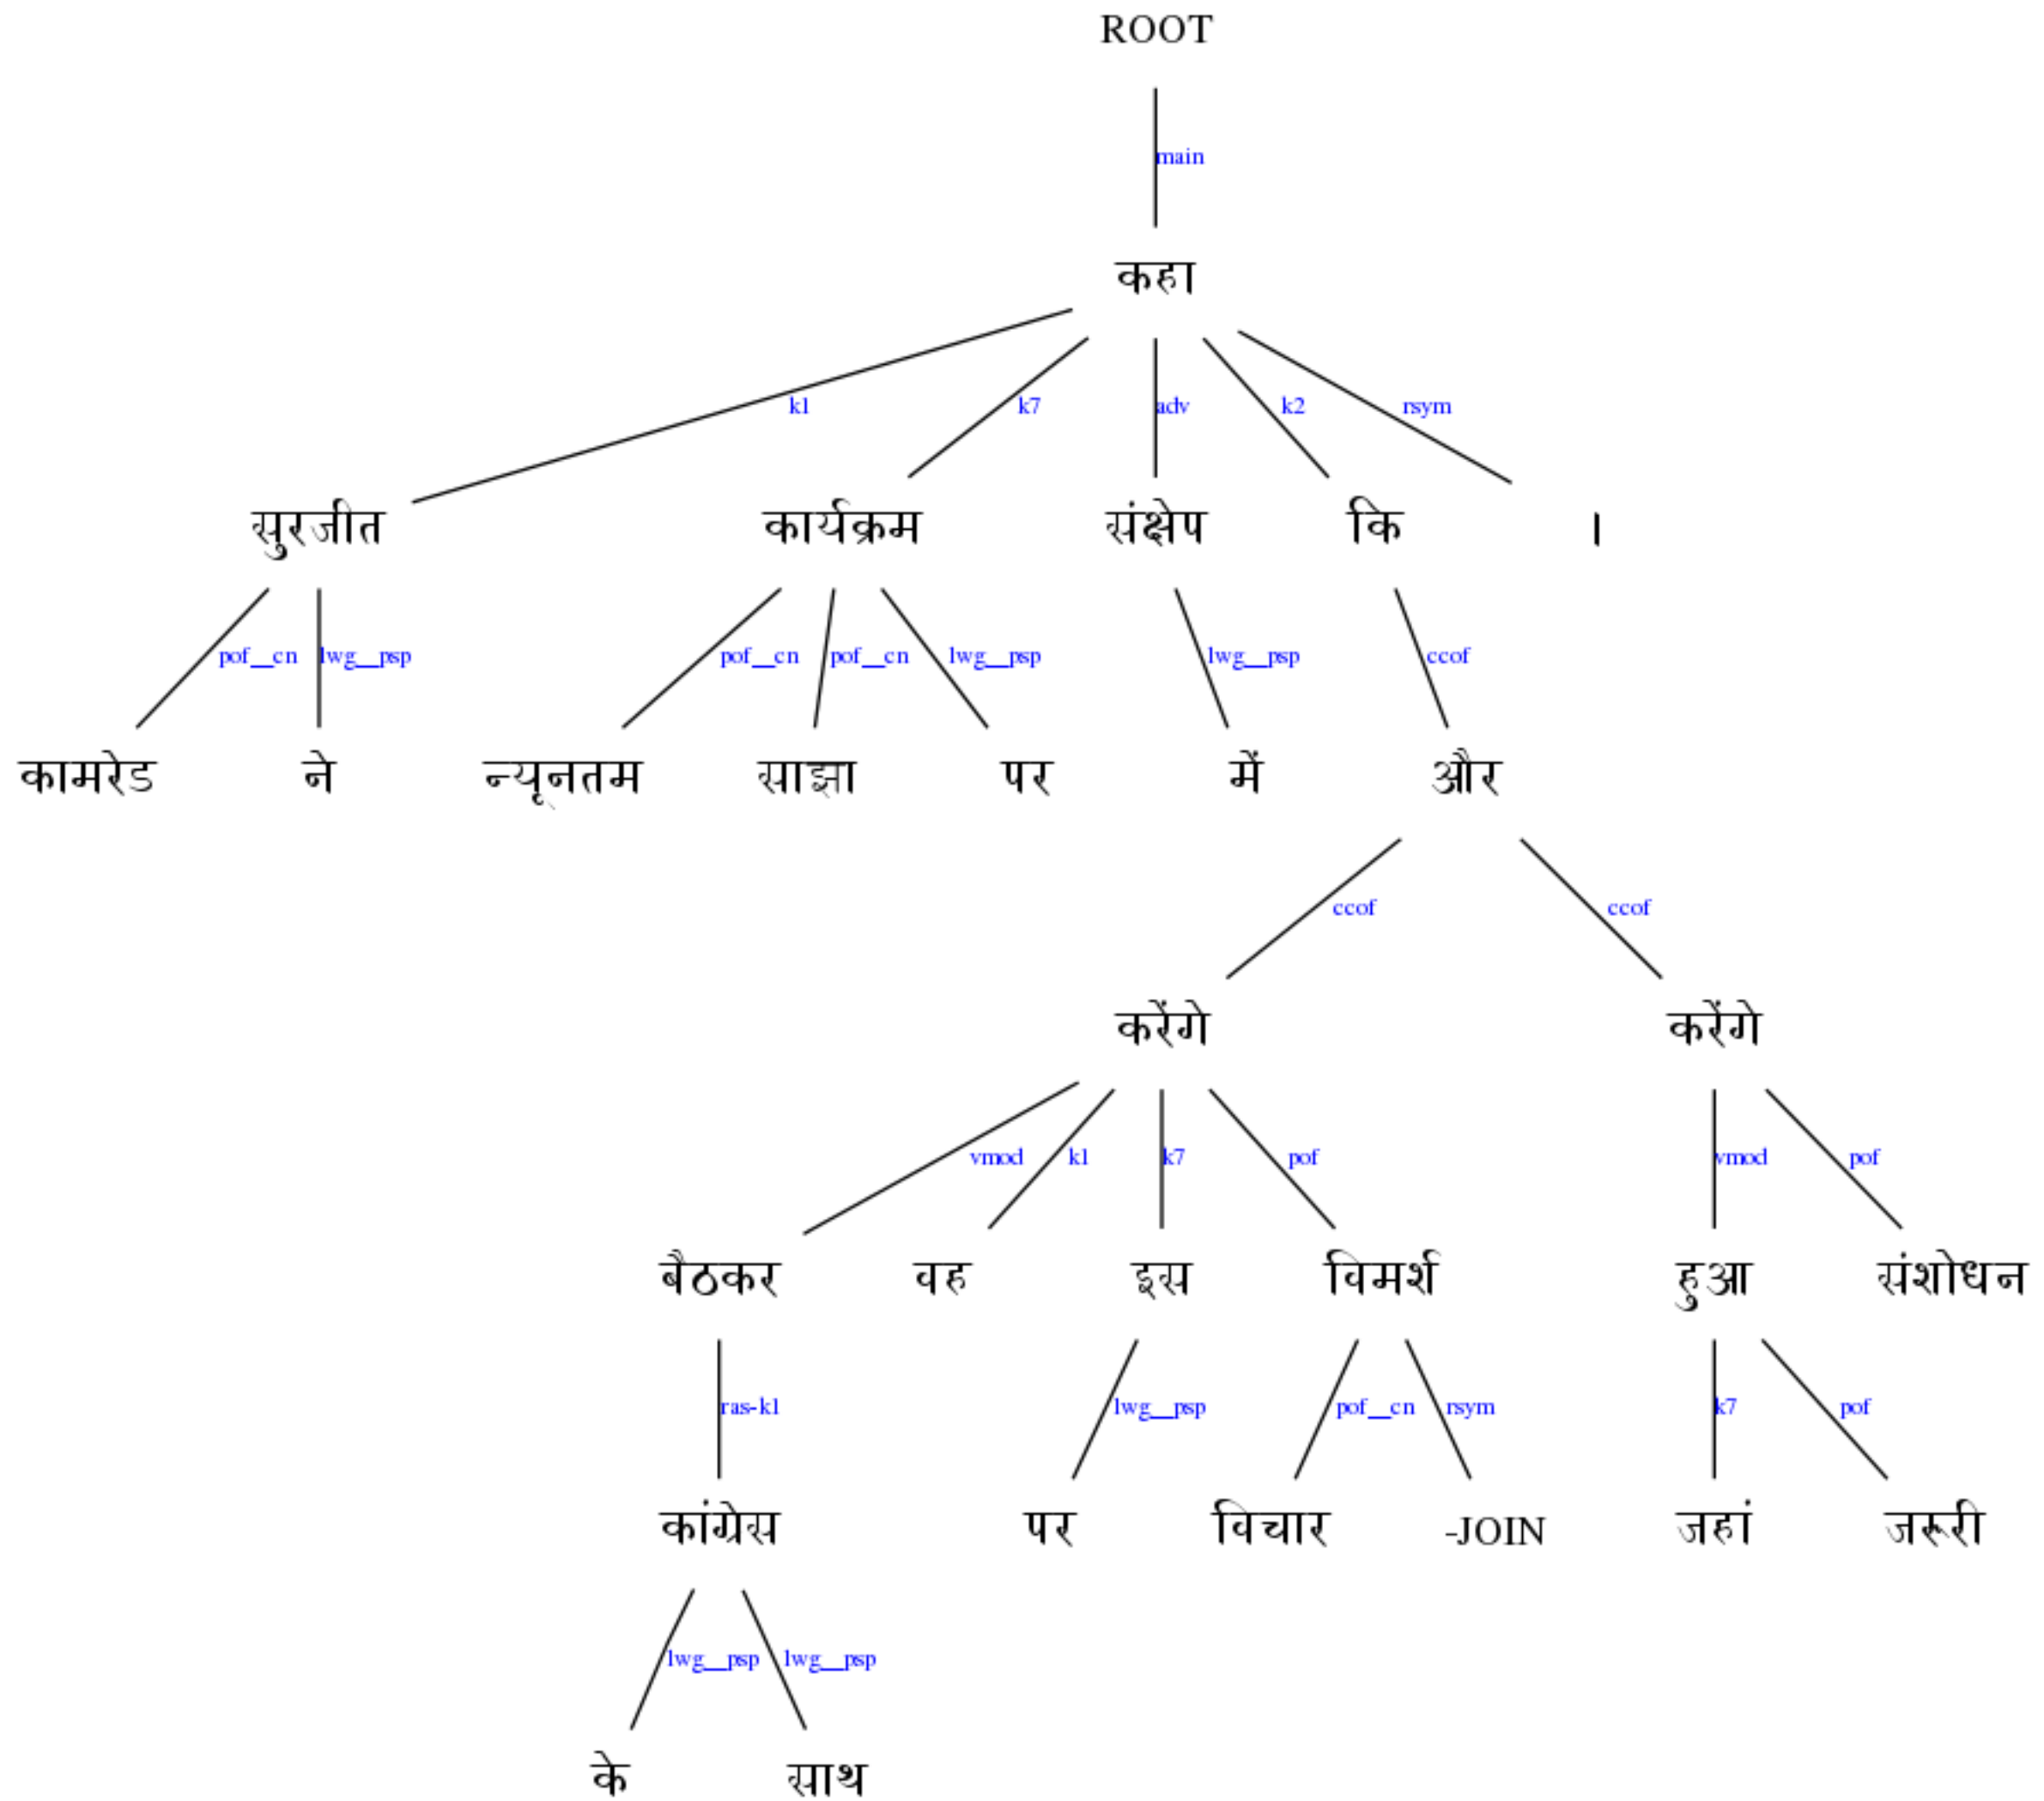 ROOT
main
कहा
k1 k7 adv k2 rsym
सुरजीत कार्यक्रम संक्षेप कि ।
pof__cn lwg__psp pof__cn pof__cn lwg__psp lwg__psp ccof
कामरेड ने न्यूनतम साझा पर में और
ccof ccof
करेंगे करेंगे
vmod k1 k7 pof vmod pof
बैठकर वह इस विमर्श हुआ संशोधन
ras-k1 lwg__psp pof__cn rsym k7 pof
कांग्रेस पर विचार -JOIN जहां जरूरी
lwg__psp lwg__psp
के साथ